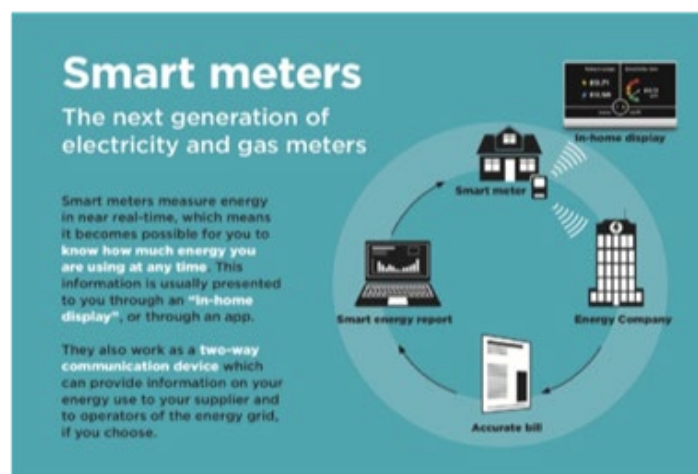 Smart meters
The next generation of
electricity and gas meters
In-home display
Smart meter
Smart meters measure energy
in near real-time, which means
it becomes possible for you to
know how much energy you
are using at any time. This
information is usually presented
to you through an “in-home
display”, or through an app.
Smart energy report
Energy Company
They also work as a two-way
communication device which
can provide information on your
energy use to your supplier and
to operators of the energy grid,
if you choose.
Accurate bill